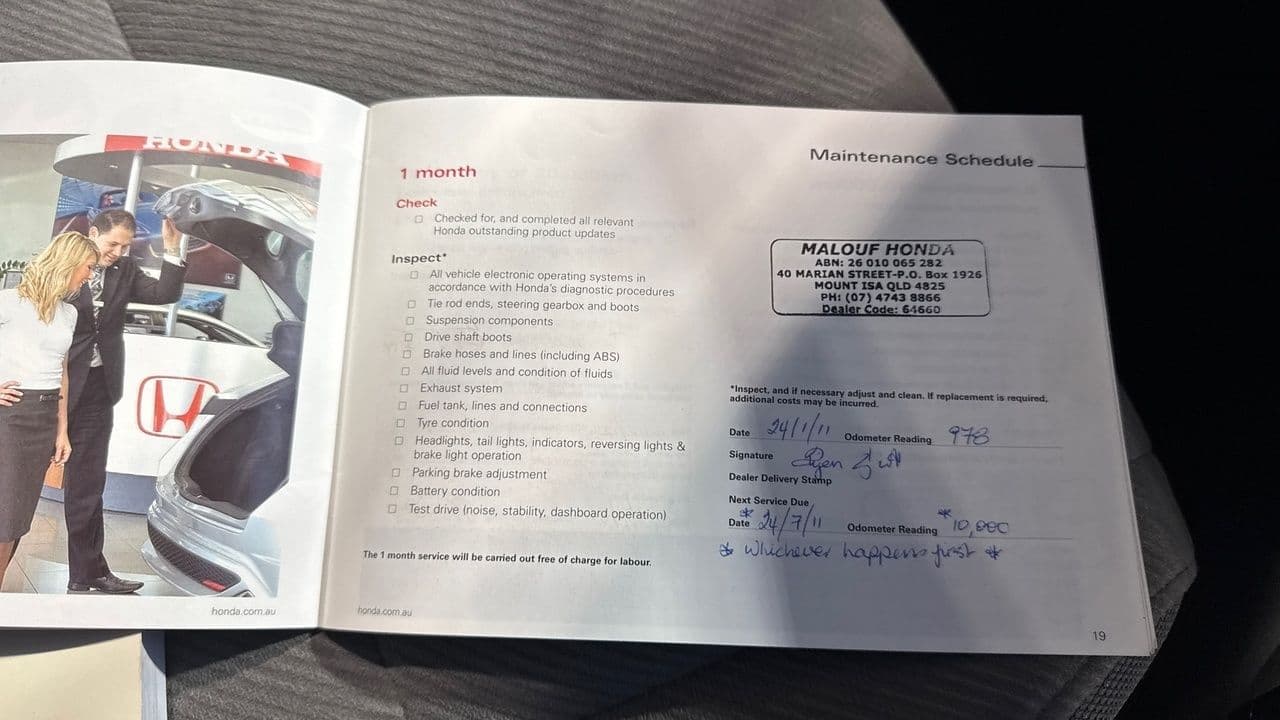 HONDA
honda.com.au
Maintenance Schedule
1 month
Check
Checked for, and completed all relevant
Honda outstanding product updates
Inspect*
All vehicle electronic operating systems in
accordance with Honda's diagnostic procedures
Tie rod ends, steering gearbox and boots
Suspension components
Drive shaft boots
Brake hoses and lines (including ABS)
All fluid levels and condition of fluids
Exhaust system
Fuel tank, lines and connections
Tyre condition
Headlights, tail lights, indicators, reversing lights &
brake light operation
Parking brake adjustment
Battery condition
Test drive (noise, stability, dashboard operation)
The 1 month service will be carried out free of charge for labour.
honda.com.au
MALOUF HONDA
ABN: 26 010 065 282
40 MARIAN STREET-P.O. Box 1926
MOUNT ISA QLD 4825
PH: (07) 4743 8866
Dealer Code: 64660
*Inspect, and if necessary adjust and clean. If replacement is required,
additional costs may be incurred.
Date 24/1/11 Odometer Reading 978
Signature
Dealer Delivery Stamp
Next Service Due
* Date 24/7/11 Odometer Reading * 10,000
* Whichever happens first *
19